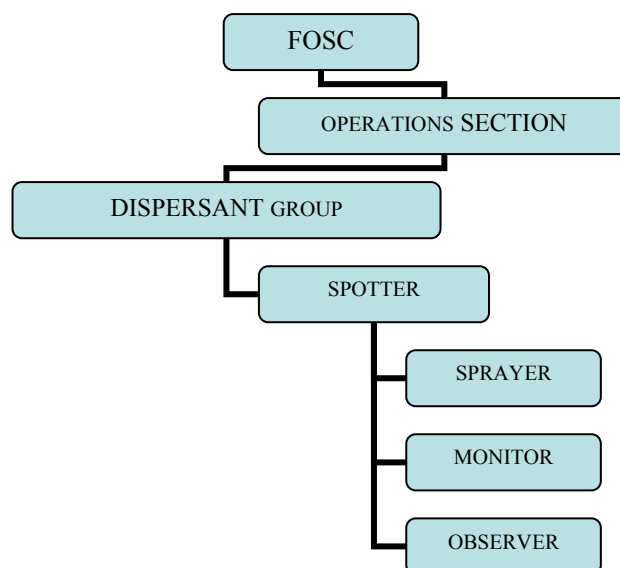 FOSC
OPERATIONS SECTION
DISPERSANT GROUP
SPOTTER
SPRAYER
MONITOR
OBSERVER